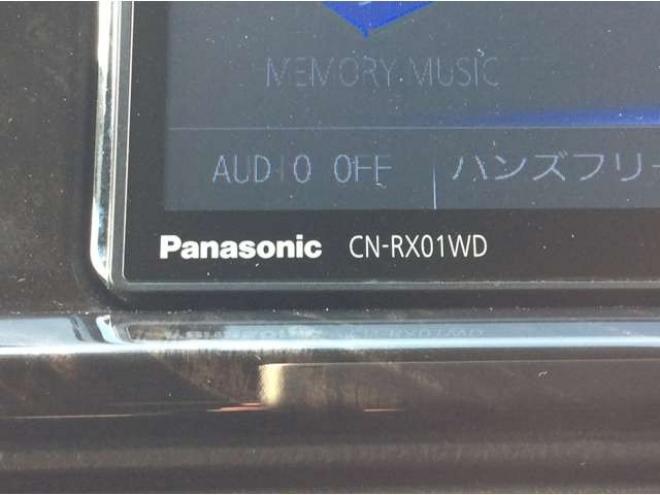 MEMORY MUSIC
AUDIO OFF ハンズフリー
Panasonic CN-RX01WD